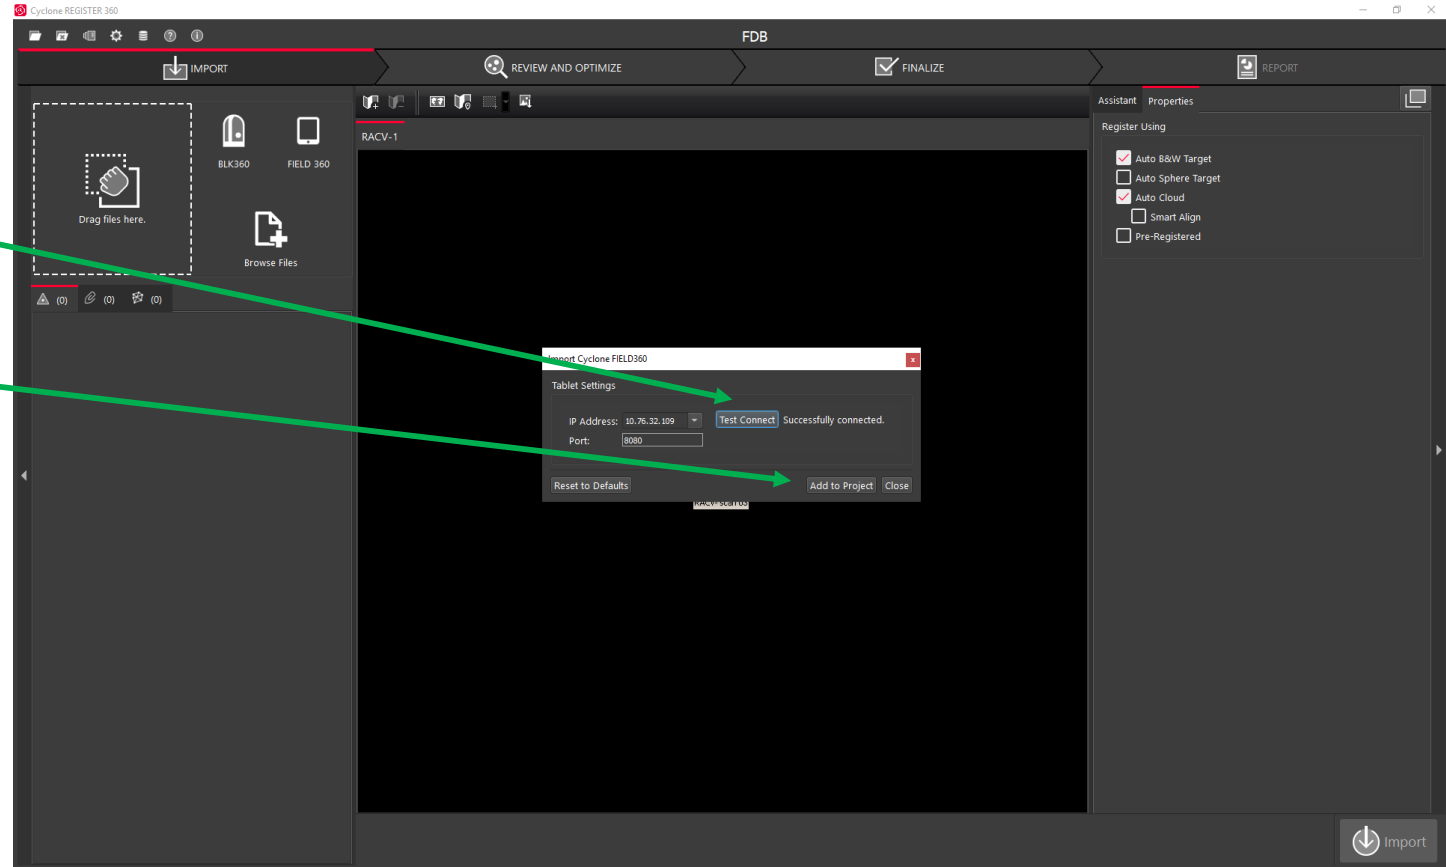 Cyclone REGISTER 360
FDB
IMPORT
REVIEW AND OPTIMIZE
FINALIZE
REPORT
Drag files here.
BLK360
FIELD 360
Browse Files
(0)
(0)
(0)
RACV-1
Assistant
Properties
Register Using
Auto B&W Target
Auto Sphere Target
Auto Cloud
Smart Align
Pre-Registered
Import Cyclone FIELD360
x
Tablet Settings
IP Address: 10.76.32.109 Test Connect Successfully connected.
Port: 8080
Reset to Defaults Add to Project Close
Import